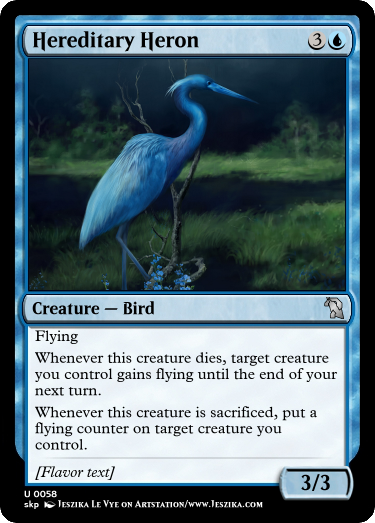 Hereditary Heron 3
Creature — Bird
Flying
Whenever this creature dies, target creature
you control gains flying until the end of your
next turn.
Whenever this creature is sacrificed, put a
flying counter on target creature you
control.
[Flavor text]
3/3
U 0058
skp Jeszika Le Vye on Artstation/www.Jeszika.com